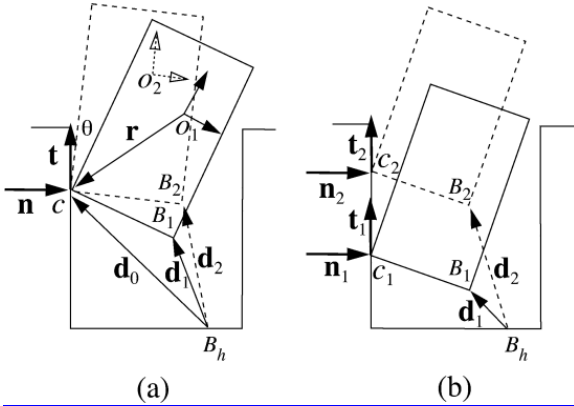 O₂
θ
r
O₁
t
n
c
B₂
B₁
d₀
d₁
d₂
Bₕ
(a)
t₂
c₂
n₂
B₂
t₁
n₁
c₁
B₁
d₂
d₁
Bₕ
(b)